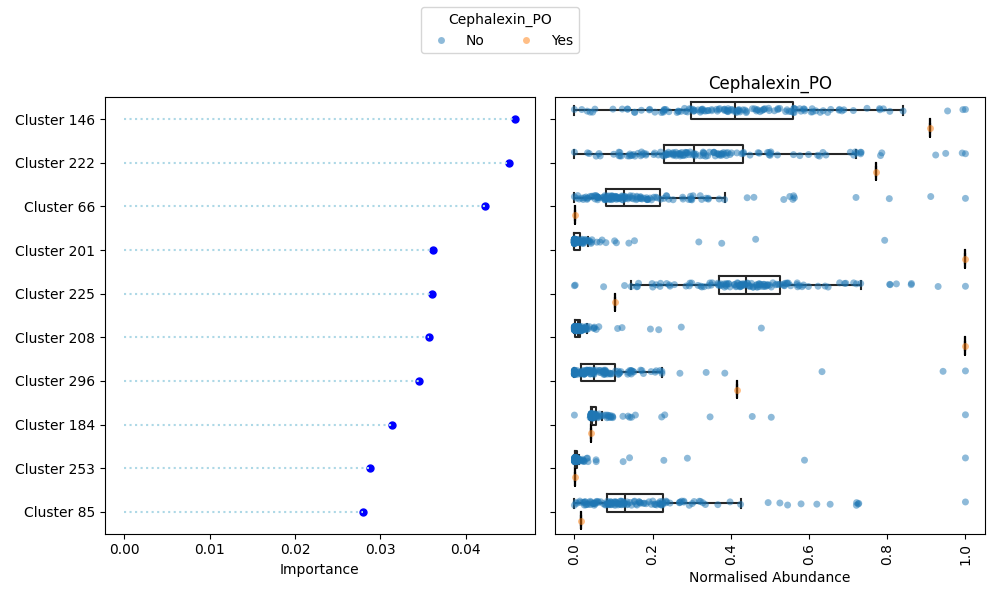 Cephalexin_PO
No Yes
Cephalexin_PO
Cluster 146
Cluster 222
Cluster 66
Cluster 201
Cluster 225
Cluster 208
Cluster 296
Cluster 184
Cluster 253
Cluster 85
0.00 0.01 0.02 0.03 0.04
Importance
0.0 0.2 0.4 0.6 0.8 1.0
Normalised Abundance